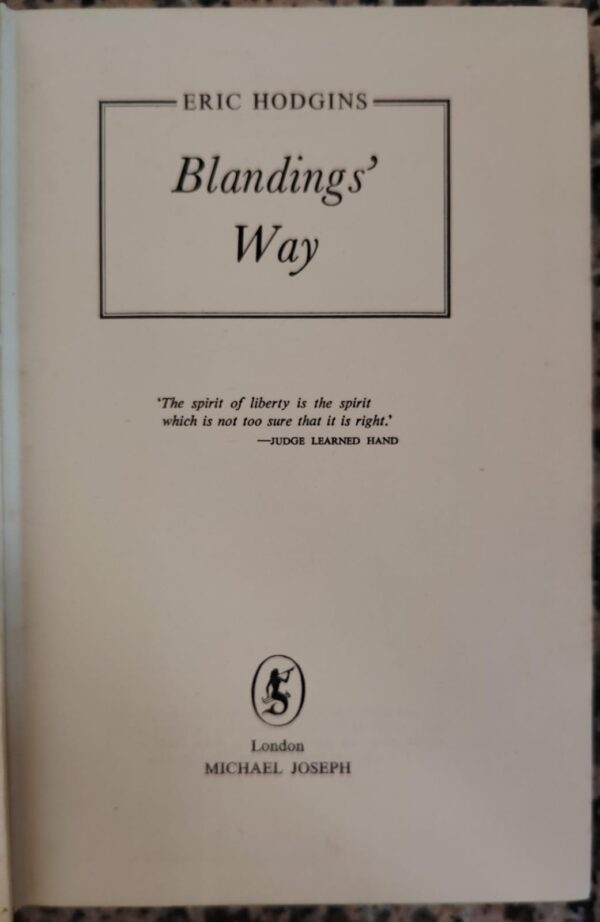 ERIC HODGINS
Blandings’
Way
‘The spirit of liberty is the spirit
which is not too sure that it is right.’
—JUDGE LEARNED HAND
London
MICHAEL JOSEPH